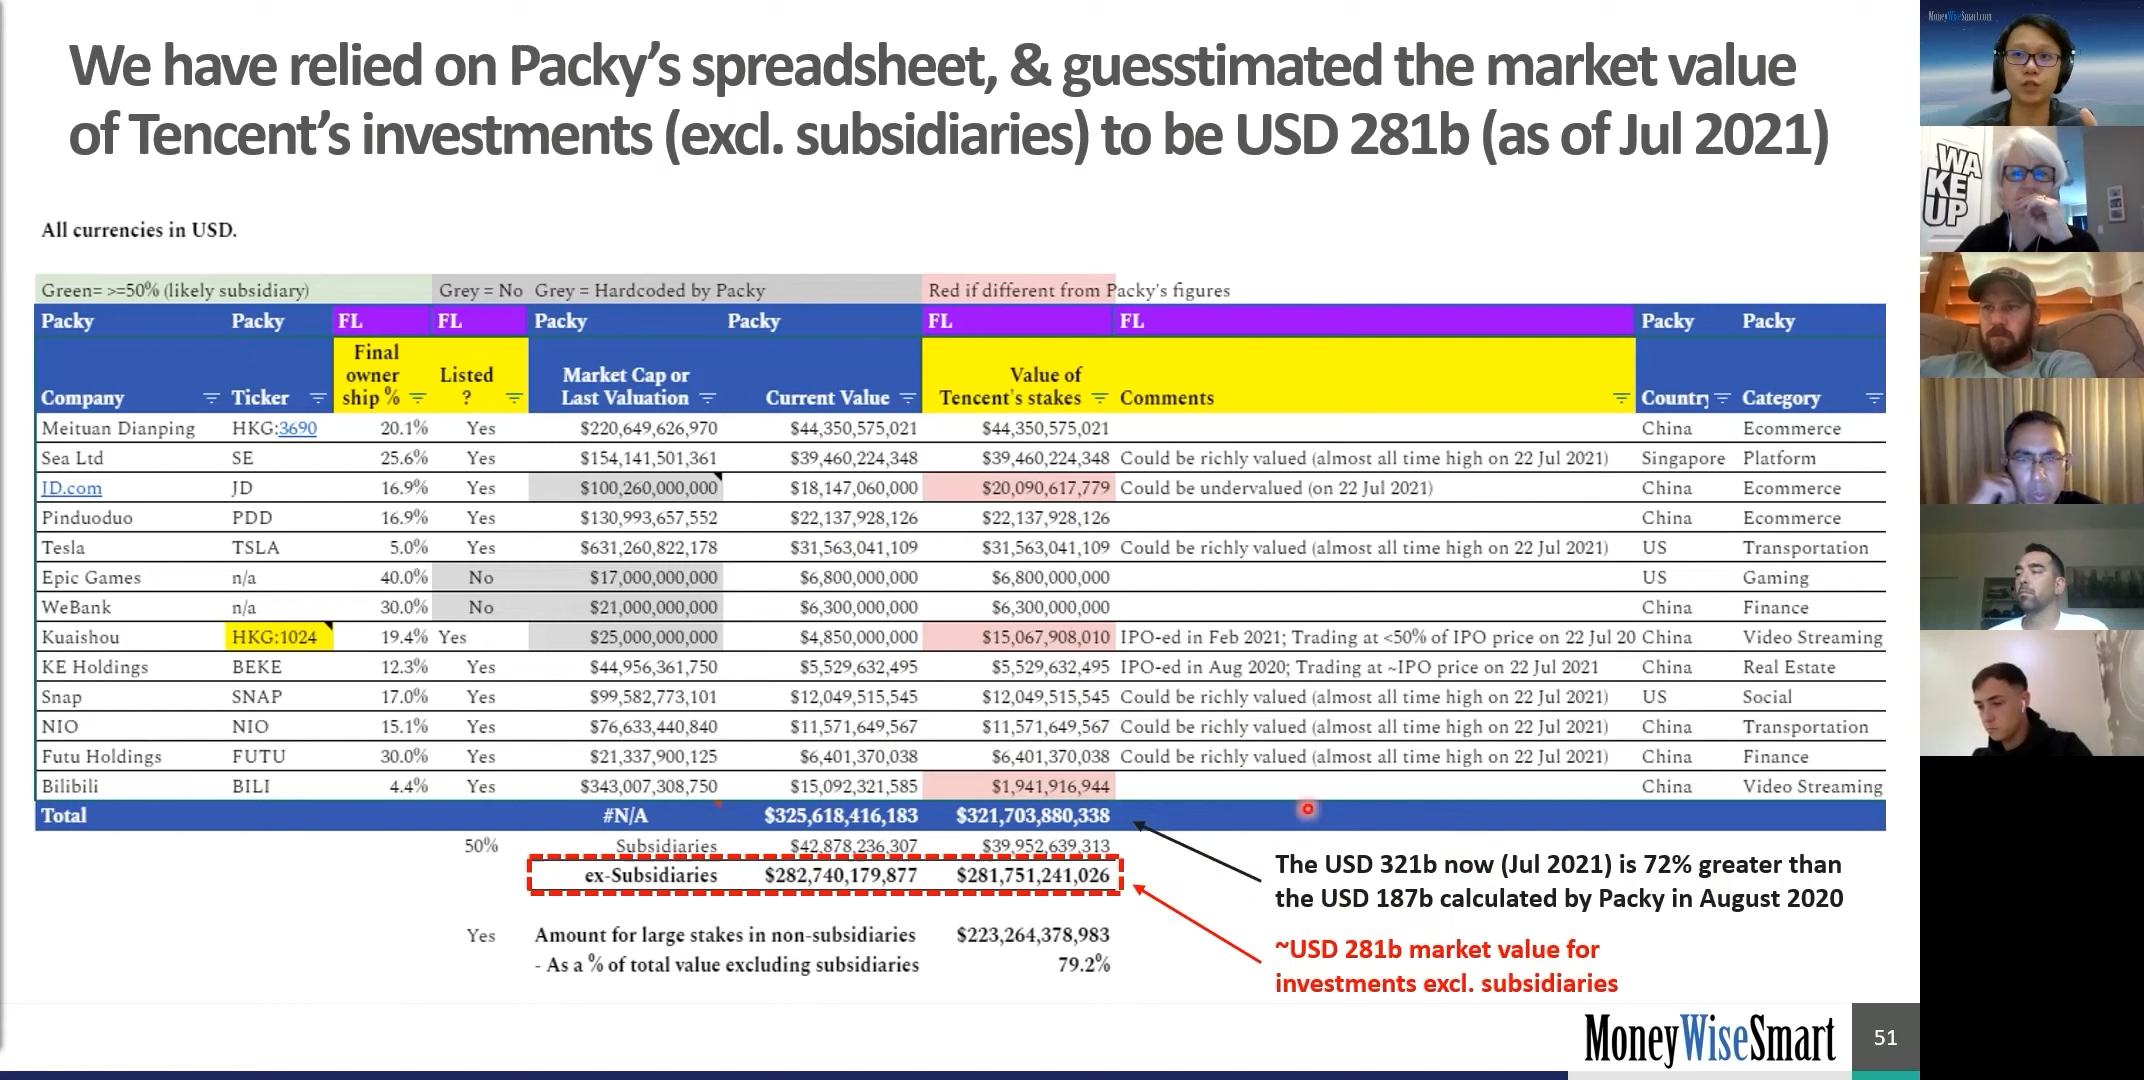 We have relied on Packy's spreadsheet, & guesstimated the market value
of Tencent's investments (excl. subsidiaries) to be USD 281b (as of Jul 2021)
All currencies in USD.
Green= >=50% (likely subsidiary) Grey = No Grey = Hardcoded by Packy Red if different from Packy's figures
Packy Packy FL FL Packy Packy FL FL Packy Packy
Company Ticker Final owner ship % Listed ? Market Cap or Last Valuation Current Value Value of Tencent's stakes Comments Country Category
Meituan Dianping HKG:3690 20.1% Yes $220,649,626,970 $44,350,575,021 $44,350,575,021 China Ecommerce
Sea Ltd SE 25.6% Yes $154,141,501,361 $39,460,224,348 $39,460,224,348 Could be richly valued (almost all time high on 22 Jul 2021) Singapore Platform
JD.com JD 16.9% Yes $100,260,000,000 $18,147,060,000 $20,090,617,779 Could be undervalued (on 22 Jul 2021) China Ecommerce
Pinduoduo PDD 16.9% Yes $130,993,657,552 $22,137,928,126 $22,137,928,126 China Ecommerce
Tesla TSLA 5.0% Yes $631,260,822,178 $31,563,041,109 $31,563,041,109 Could be richly valued (almost all time high on 22 Jul 2021) US Transportation
Epic Games n/a 40.0% No $17,000,000,000 $6,800,000,000 $6,800,000,000 US Gaming
WeBank n/a 30.0% No $21,000,000,000 $6,300,000,000 $6,300,000,000 China Finance
Kuaishou HKG:1024 19.4% Yes $25,000,000,000 $4,850,000,000 $15,067,908,010 IPO-ed in Feb 2021; Trading at <50% of IPO price on 22 Jul 20 China Video Streaming
KE Holdings BEKE 12.3% Yes $44,956,361,750 $5,529,632,495 $5,529,632,495 IPO-ed in Aug 2020; Trading at ~IPO price on 22 Jul 2021 China Real Estate
Snap SNAP 17.0% Yes $99,582,773,101 $12,049,515,545 $12,049,515,545 Could be richly valued (almost all time high on 22 Jul 2021) US Social
NIO NIO 15.1% Yes $76,633,440,840 $11,571,649,567 $11,571,649,567 Could be richly valued (almost all time high on 22 Jul 2021) China Transportation
Futu Holdings FUTU 30.0% Yes $21,337,900,125 $6,401,370,038 $6,401,370,038 Could be richly valued (almost all time high on 22 Jul 2021) China Finance
Bilibili BILI 4.4% Yes $343,007,308,750 $15,092,321,585 $1,941,916,944 China Video Streaming
Total #N/A $325,618,416,183 $321,703,880,338
50% Subsidiaries $42,878,236,307 $39,952,639,313
ex-Subsidiaries $282,740,179,877 $281,751,241,026
Yes Amount for large stakes in non-subsidiaries $223,264,378,983
- As a % of total value excluding subsidiaries 79.2%
The USD 321b now (Jul 2021) is 72% greater than
the USD 187b calculated by Packy in August 2020
~USD 281b market value for
investments excl. subsidiaries
MoneyWiseSmart 51
MoneyWiseSmart.com
WA
KE
UP